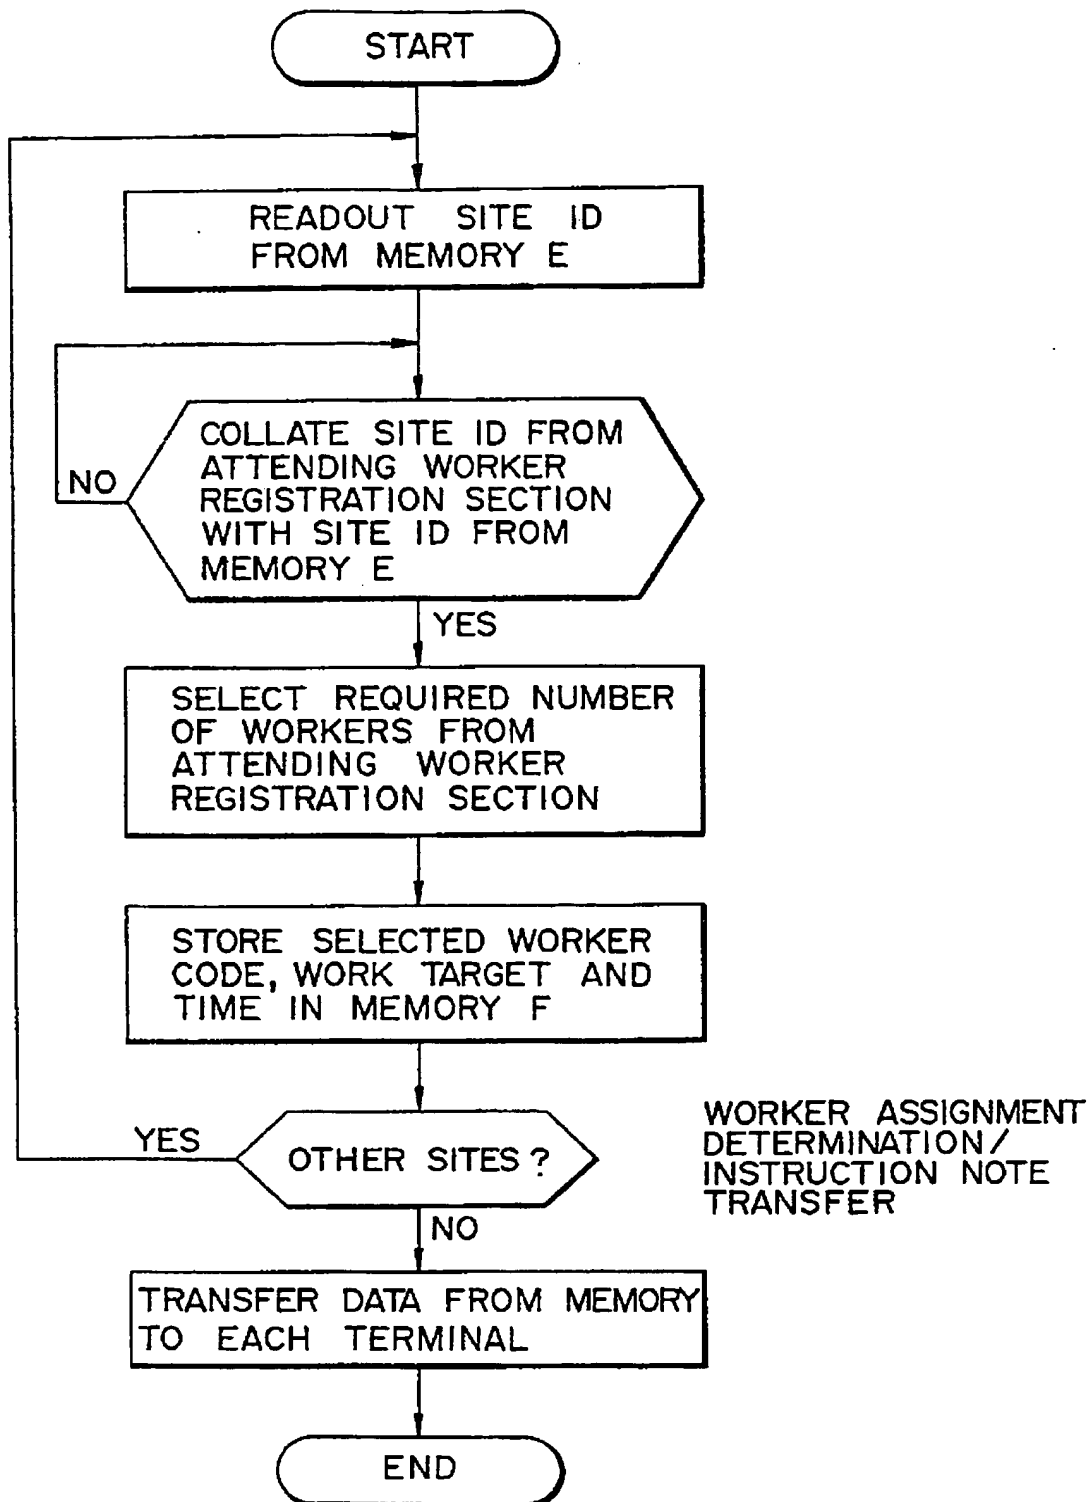 START
READOUT SITE ID
FROM MEMORY E
COLLATE SITE ID FROM
ATTENDING WORKER
REGISTRATION SECTION
WITH SITE ID FROM
MEMORY E
NO
YES
SELECT REQUIRED NUMBER
OF WORKERS FROM
ATTENDING WORKER
REGISTRATION SECTION
STORE SELECTED WORKER
CODE, WORK TARGET AND
TIME IN MEMORY F
YES
OTHER SITES ?
NO
WORKER ASSIGNMENT
DETERMINATION/
INSTRUCTION NOTE
TRANSFER
TRANSFER DATA FROM MEMORY
TO EACH TERMINAL
END